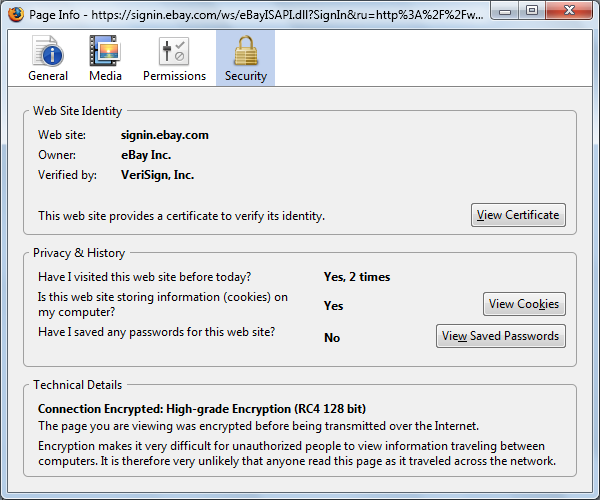 Page Info - https://signin.ebay.com/ws/eBayISAPI.dll?SignIn&ru=http%3A%2F%2Fw...
General Media Permissions Security
Web Site Identity
Web site: signin.ebay.com
Owner: eBay Inc.
Verified by: VeriSign, Inc.
This web site provides a certificate to verify its identity. View Certificate
Privacy & History
Have I visited this web site before today? Yes, 2 times
Is this web site storing information (cookies) on
my computer? Yes View Cookies
Have I saved any passwords for this web site? No View Saved Passwords
Technical Details
Connection Encrypted: High-grade Encryption (RC4 128 bit)
The page you are viewing was encrypted before being transmitted over the Internet.
Encryption makes it very difficult for unauthorized people to view information traveling between
computers. It is therefore very unlikely that anyone read this page as it traveled across the network.